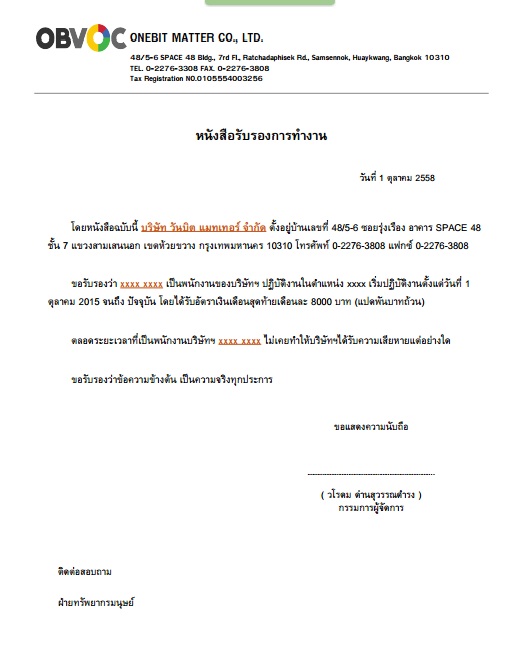 OBVOC ONEBIT MATTER CO., LTD.
48/5-6 SPACE 48 Bldg., 7rd Fl., Ratchadaphisek Rd., Samsennok, Huaykwang, Bangkok 10310
TEL. 0-2276-3308 FAX. 0-2276-3808
Tax Registration NO.0105554003256
หนังสือรับรองการทำงาน
วันที่ 1 ตุลาคม 2558
โดยหนังสือฉบับนี้ บริษัท วันบิต แมทเทอร์ จำกัด ตั้งอยู่บ้านเลขที่ 48/5-6 ซอยรุ่งเรือง อาคาร SPACE 48
ชั้น 7 แขวงสามเสนนอก เขตห้วยขวาง กรุงเทพมหานคร 10310 โทรศัพท์ 0-2276-3808 แฟกซ์ 0-2276-3808
ขอรับรองว่า xxxx xxxx เป็นพนักงานของบริษัทฯ ปฏิบัติงานในตำแหน่ง xxxx เริ่มปฏิบัติงานตั้งแต่วันที่ 1
ตุลาคม 2015 จนถึง ปัจจุบัน โดยได้รับอัตราเงินเดือนสุดท้ายเดือนละ 8000 บาท (แปดพันบาทถ้วน)
ตลอดระยะเวลาที่เป็นพนักงานบริษัทฯ xxxx xxxx ไม่เคยทำให้บริษัทฯได้รับความเสียหายแต่อย่างใด
ขอรับรองว่าข้อความข้างต้น เป็นความจริงทุกประการ
ขอแสดงความนับถือ
( วโรดม ด่านสุวรรณดำรง )
กรรมการผู้จัดการ
ติดต่อสอบถาม
ฝ่ายทรัพยากรมนุษย์